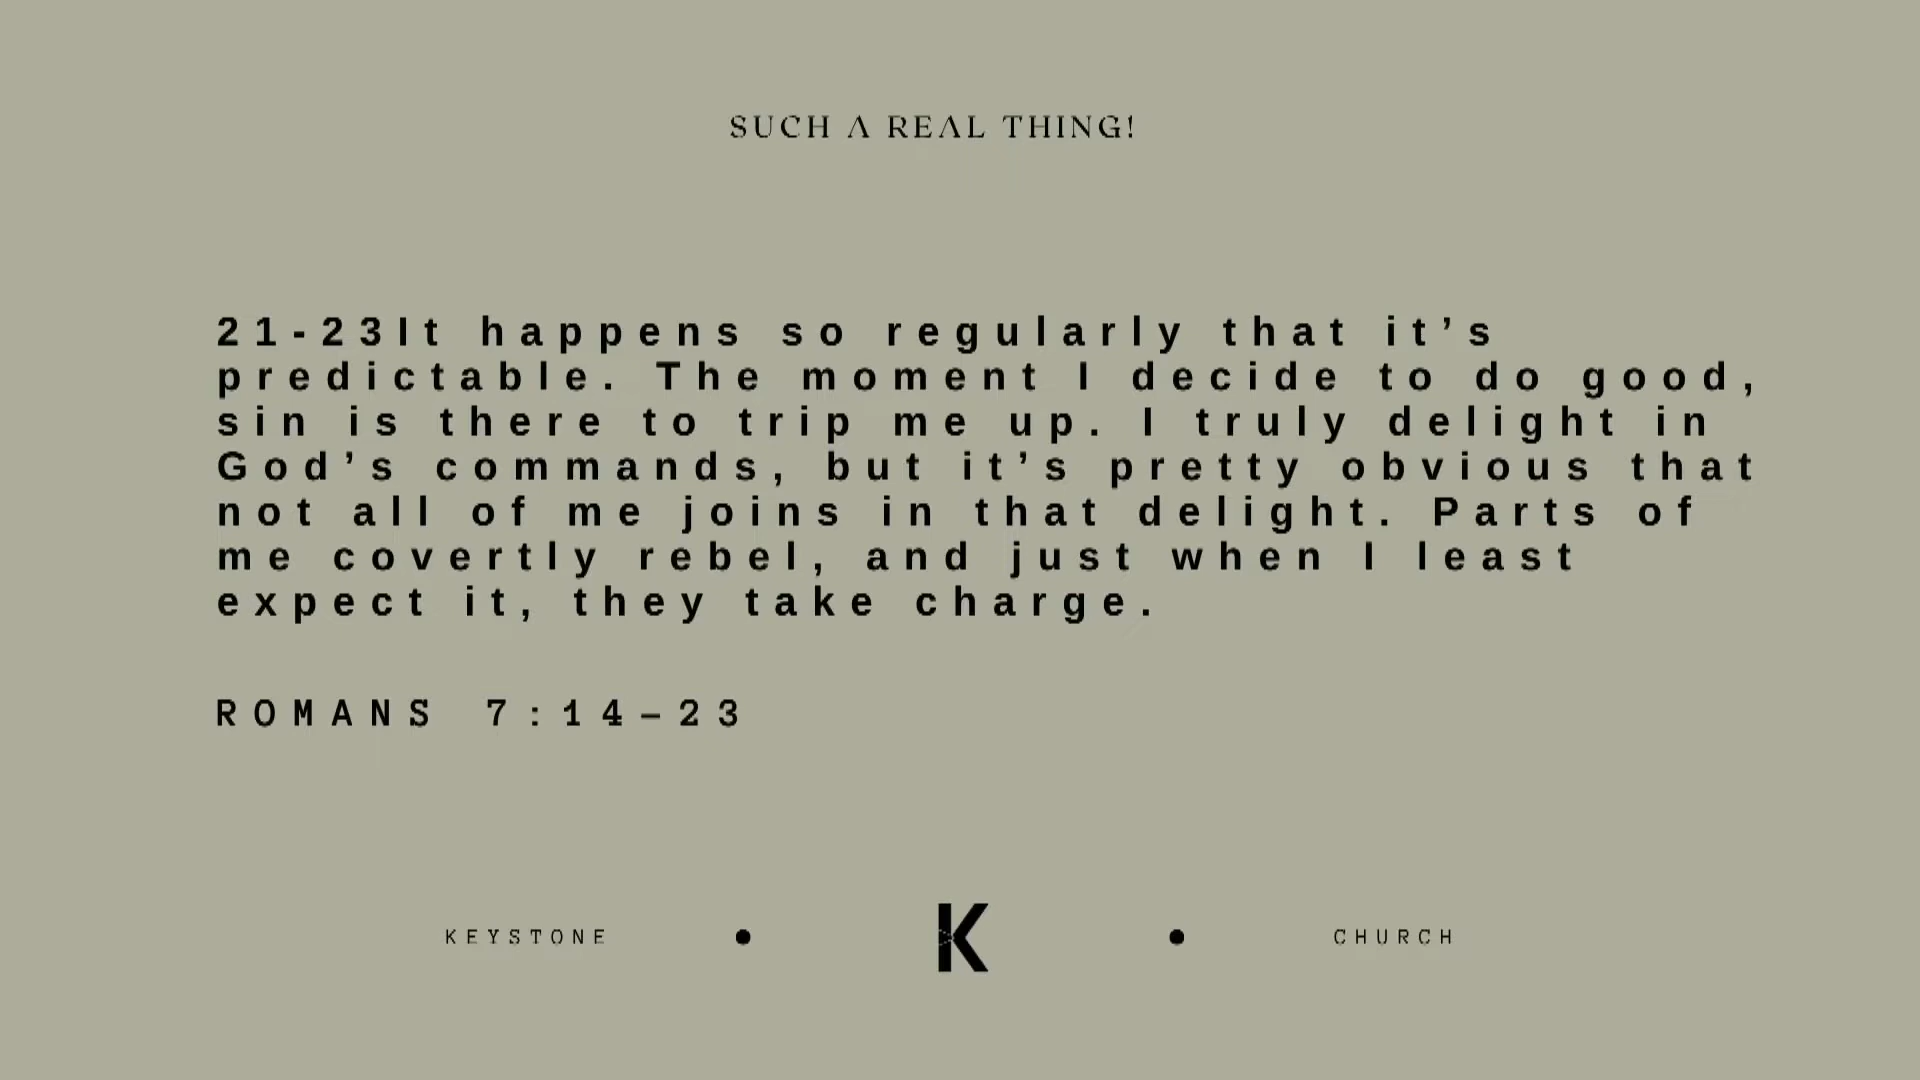 SUCH A REAL THING!
21-23It happens so regularly that it’s
predictable. The moment I decide to do good,
sin is there to trip me up. I truly delight in
God’s commands, but it’s pretty obvious that
not all of me joins in that delight. Parts of
me covertly rebel, and just when I least
expect it, they take charge.
ROMANS 7:14–23
KEYSTONE • K • CHURCH